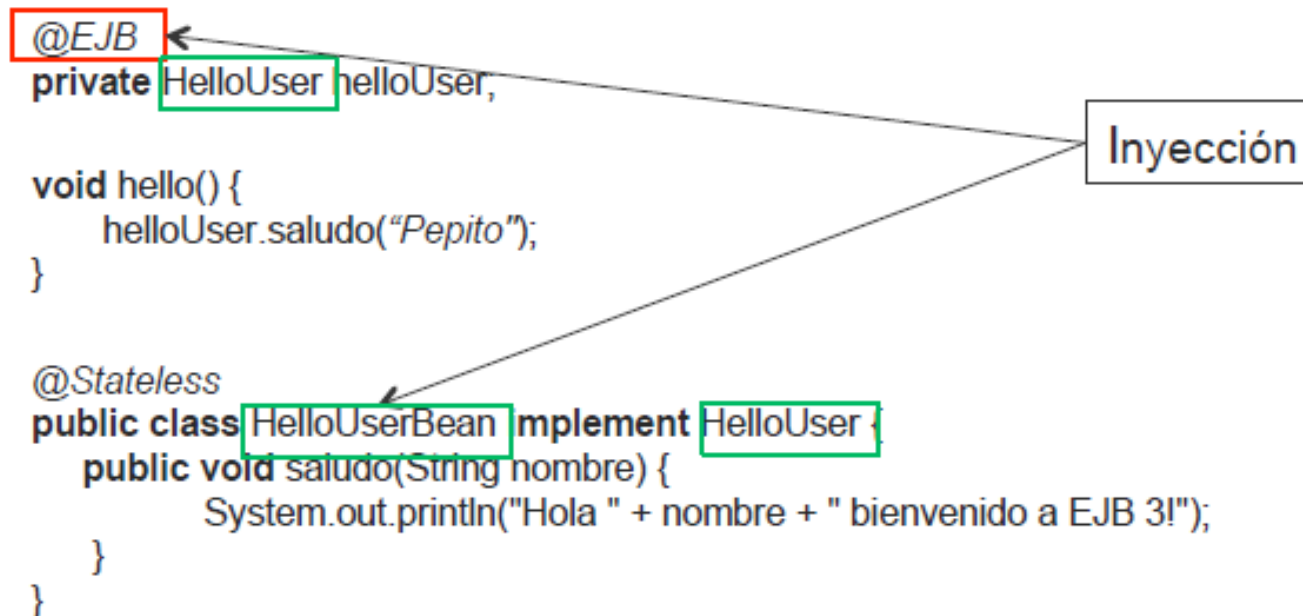 @EJB
private HelloUser helloUser;
Inyección
void hello() {
helloUser.saludo(“Pepito”);
}
@Stateless
public class HelloUserBean implement HelloUser {
public void saludo(String nombre) {
System.out.println("Hola " + nombre + " bienvenido a EJB 3!");
}
}